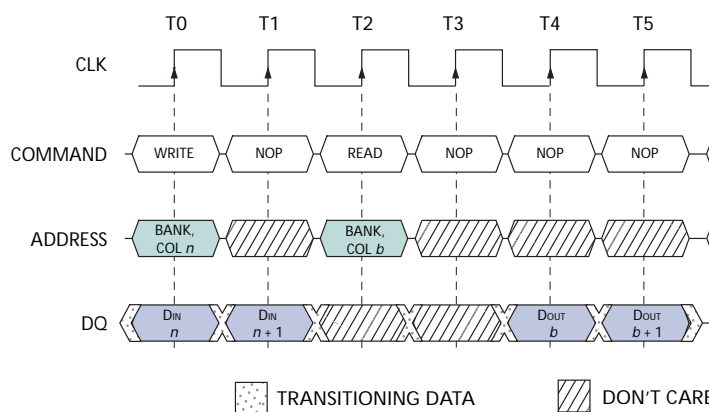 T0 T1 T2 T3 T4 T5
CLK
COMMAND WRITE NOP READ NOP NOP NOP
ADDRESS BANK, COL n BANK, COL b
DQ DIN n DIN n + 1 DOUT b DOUT b + 1
TRANSITIONING DATA DON'T CARE